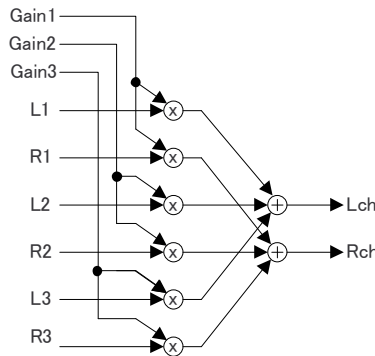 Gain1
Gain2
Gain3
L1
x
R1
x
L2
x
+
Lch
R2
x
+
Rch
L3
x
R3
x